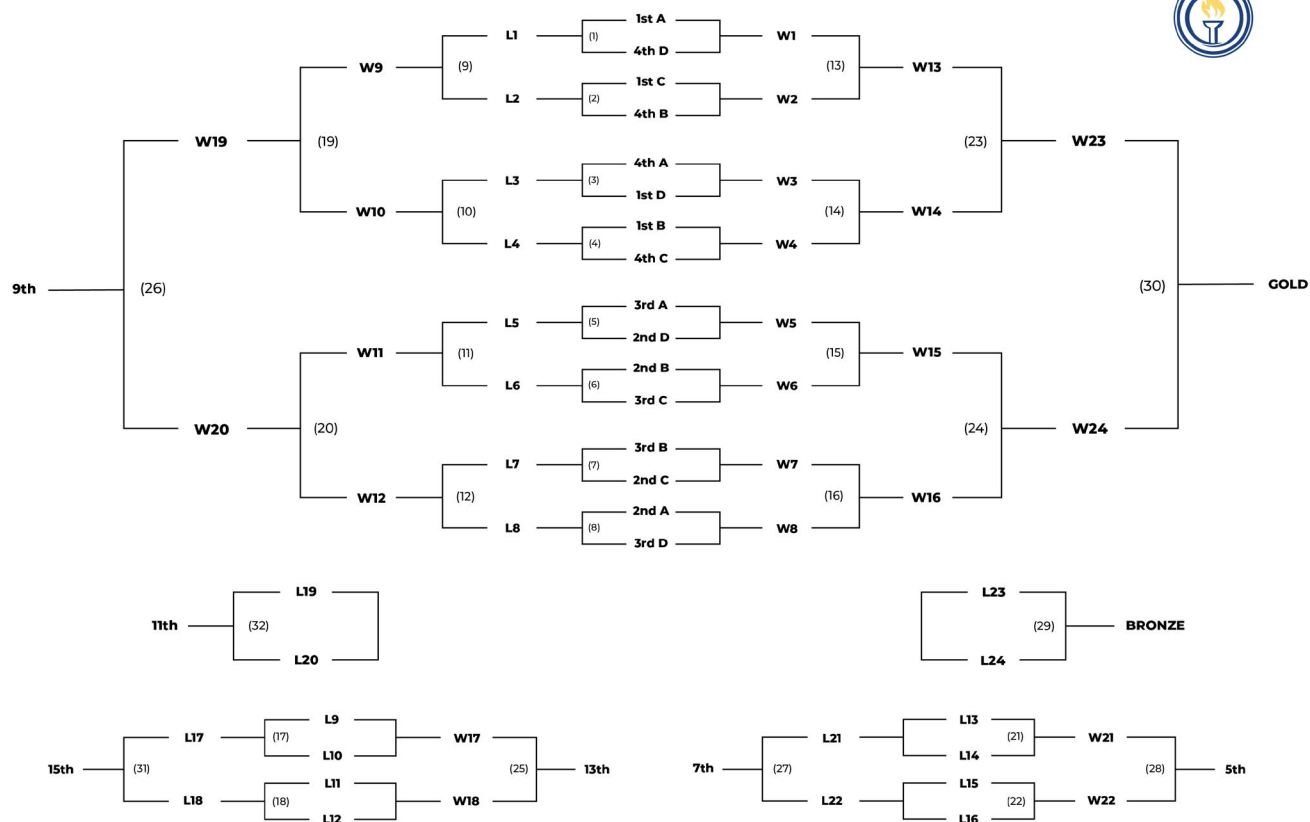 1st A
L1 (1) W1
4th D
W9 (9) (13) W13
1st C
L2 (2) W2
4th B
W19 (19) (23) W23
4th A
L3 (3) W3
1st D
W10 (10) (14) W14
1st B
L4 (4) W4
4th C
9th (26) (30) GOLD
3rd A
L5 (5) W5
2nd D
W11 (11) (15) W15
2nd B
L6 (6) W6
3rd C
W20 (20) (24) W24
3rd B
L7 (7) W7
2nd C
W12 (12) (16) W16
2nd A
L8 (8) W8
3rd D
L19 L23
11th (32) (29) BRONZE
L20 L24
L9 L13
L17 (17) W17 L21 (21) W21
L10 L14
15th (31) (25) 13th 7th (27) (28) 5th
L11 L15
L18 (18) W18 L22 (22) W22
L12 L16